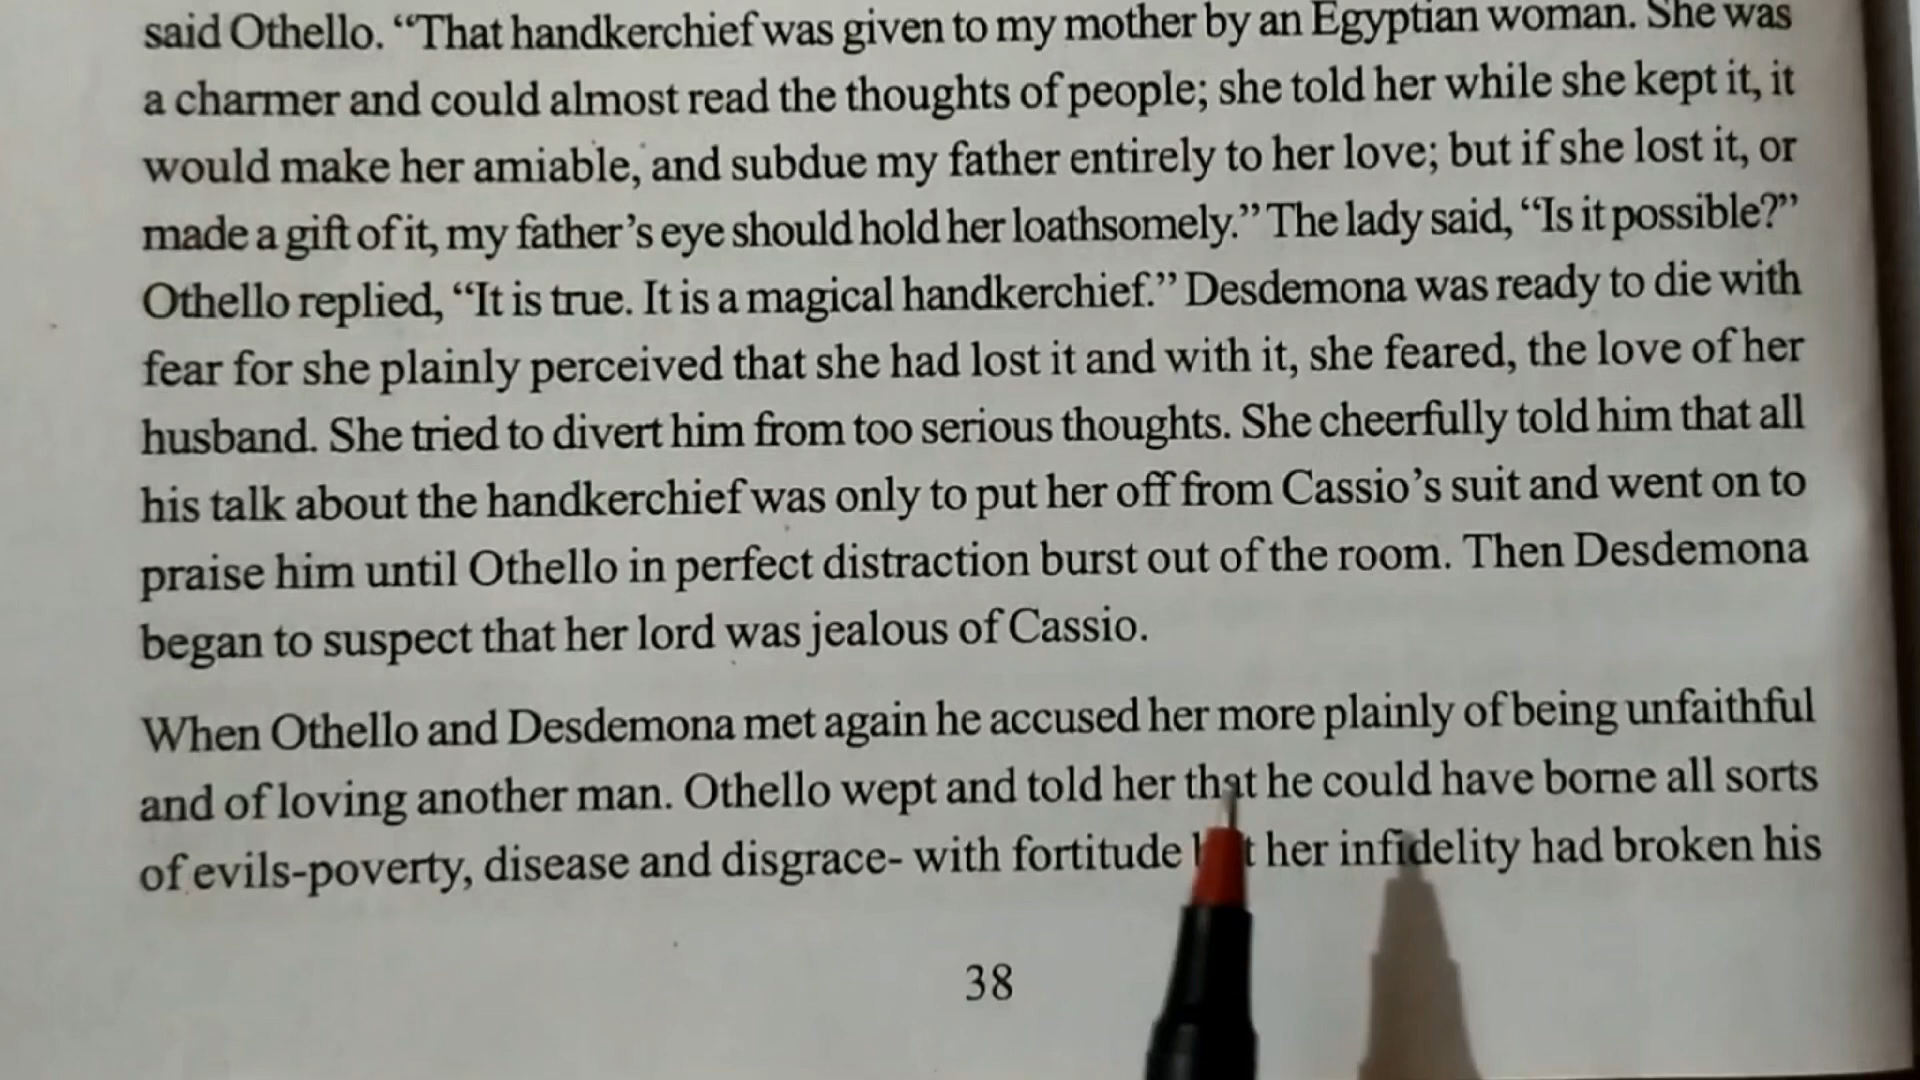 said Othello. “That handkerchief was given to my mother by an Egyptian woman. She was
a charmer and could almost read the thoughts of people; she told her while she kept it, it
would make her amiable, and subdue my father entirely to her love; but if she lost it, or
made a gift of it, my father’s eye should hold her loathsomely.” The lady said, “Is it possible?”
Othello replied, “It is true. It is a magical handkerchief.” Desdemona was ready to die with
fear for she plainly perceived that she had lost it and with it, she feared, the love of her
husband. She tried to divert him from too serious thoughts. She cheerfully told him that all
his talk about the handkerchief was only to put her off from Cassio’s suit and went on to
praise him until Othello in perfect distraction burst out of the room. Then Desdemona
began to suspect that her lord was jealous of Cassio.
When Othello and Desdemona met again he accused her more plainly of being unfaithful
and of loving another man. Othello wept and told her that he could have borne all sorts
of evils-poverty, disease and disgrace- with fortitude her infidelity had broken his
38